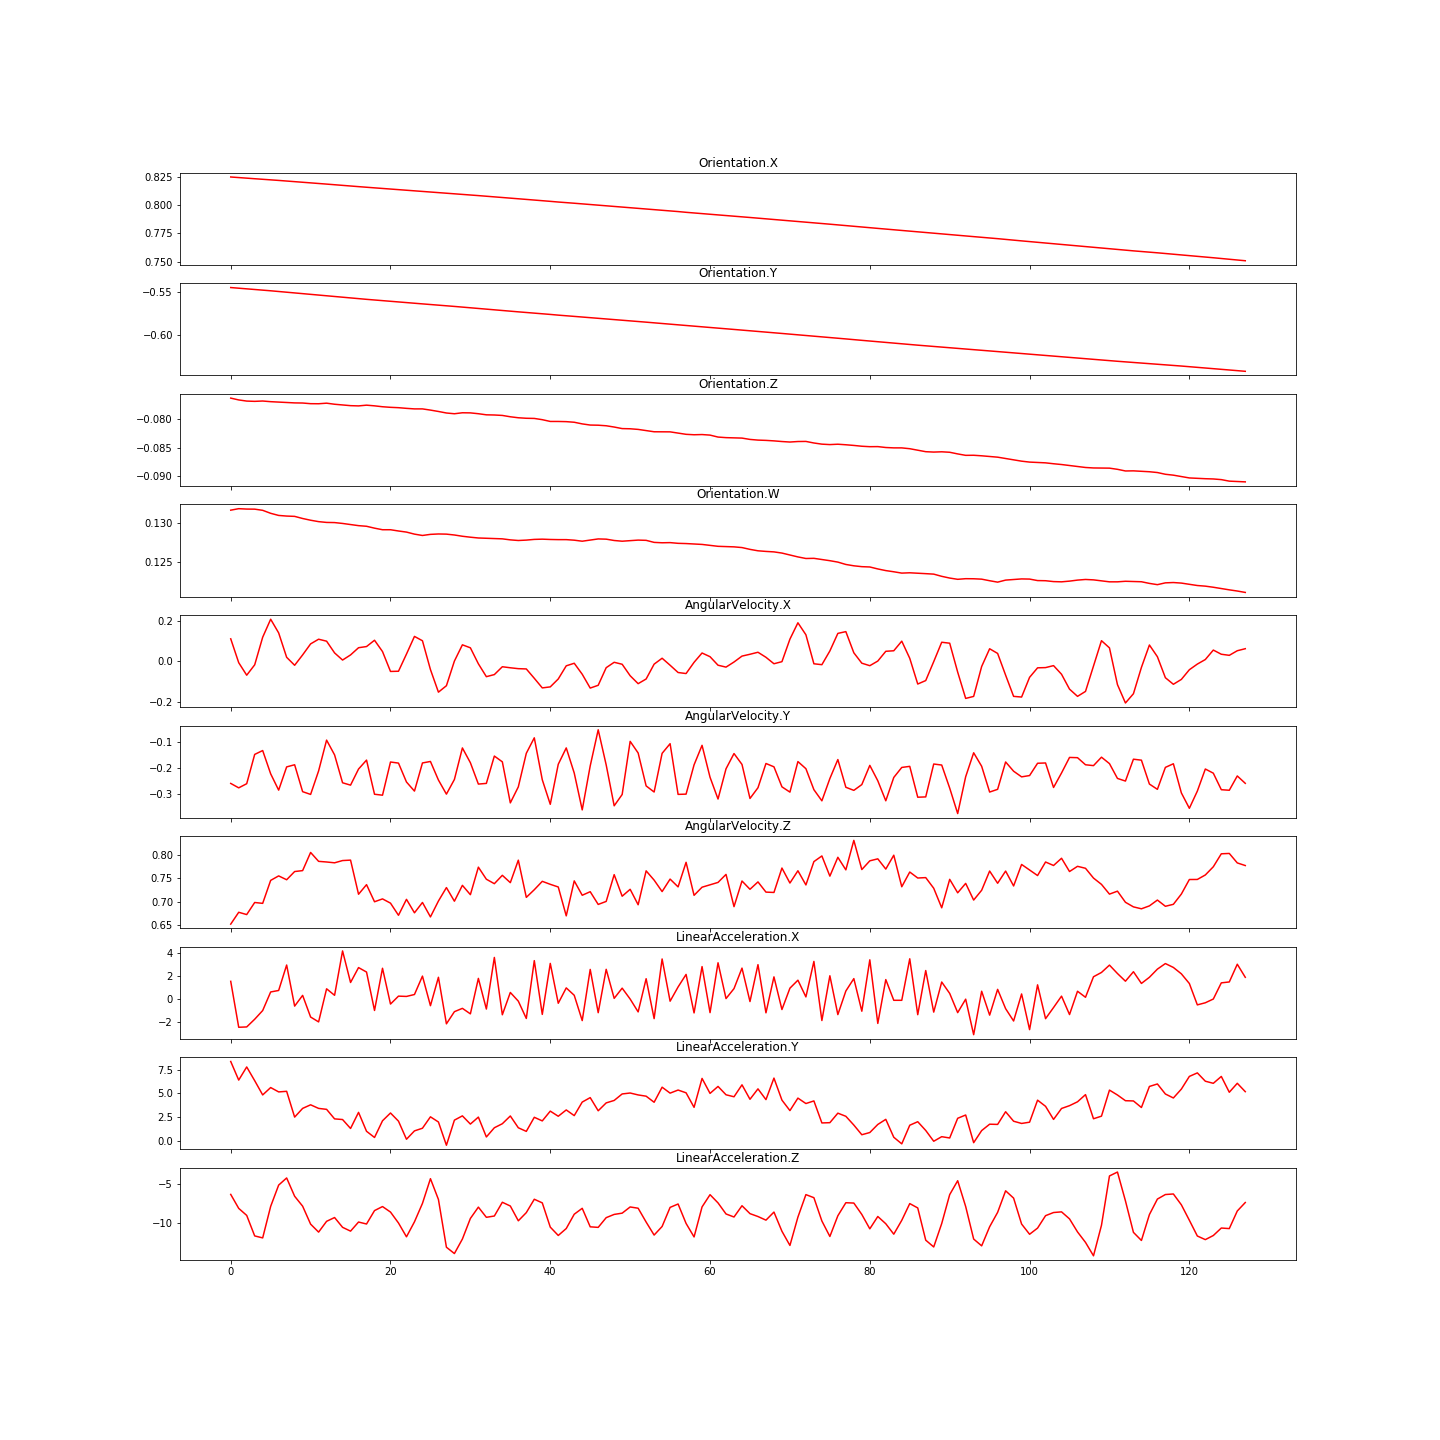 Orientation.X
0.825
0.800
0.775
0.750
Orientation.Y
−0.55
−0.60
Orientation.Z
−0.080
−0.085
−0.090
Orientation.W
0.130
0.125
AngularVelocity.X
0.2
0.0
−0.2
AngularVelocity.Y
−0.1
−0.2
−0.3
AngularVelocity.Z
0.80
0.75
0.70
0.65
LinearAcceleration.X
4
2
0
−2
LinearAcceleration.Y
7.5
5.0
2.5
0.0
LinearAcceleration.Z
−5
−10
0 20 40 60 80 100 120